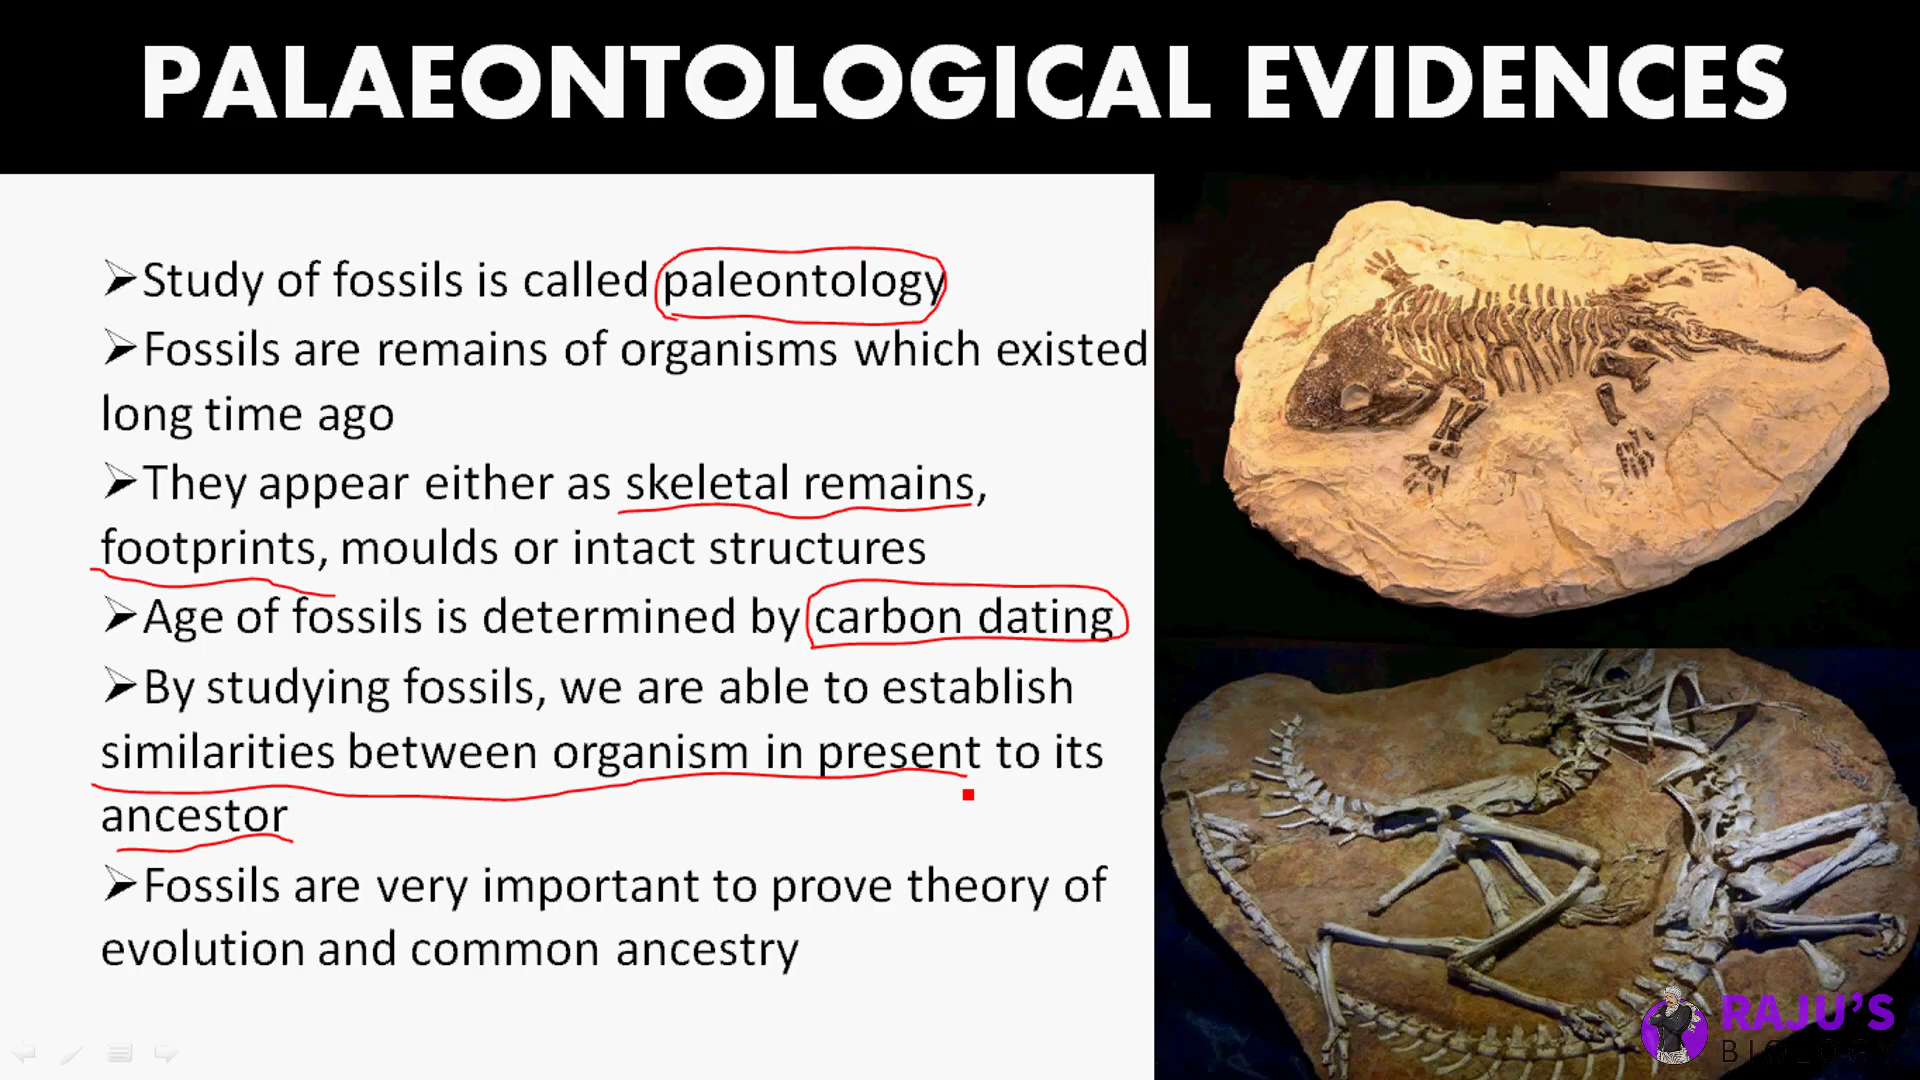 PALAEONTOLOGICAL EVIDENCES
➢Study of fossils is called paleontology
➢Fossils are remains of organisms which existed
long time ago
➢They appear either as skeletal remains,
footprints, moulds or intact structures
➢Age of fossils is determined by carbon dating
➢By studying fossils, we are able to establish
similarities between organism in present to its
ancestor
➢Fossils are very important to prove theory of
evolution and common ancestry
RAJU'S
BIOLOGY